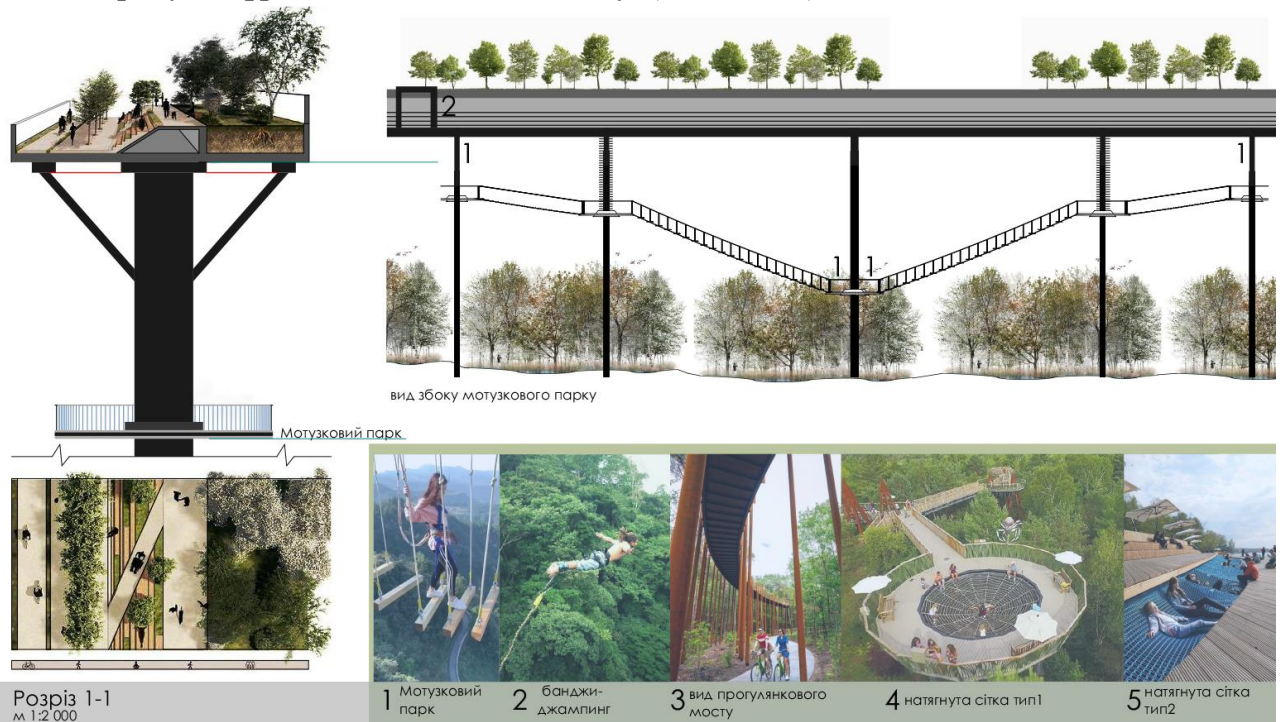 2
1
1
1
1
вид збоку мотузкового парку
Мотузковий парк
Розріз 1-1
м 1:2 000
1 Мотузковий
парк
2 банджи-
джампинг
3 вид прогулянкового
мосту
4 натягнута сітка тип1
5 натягнута сітка
тип2